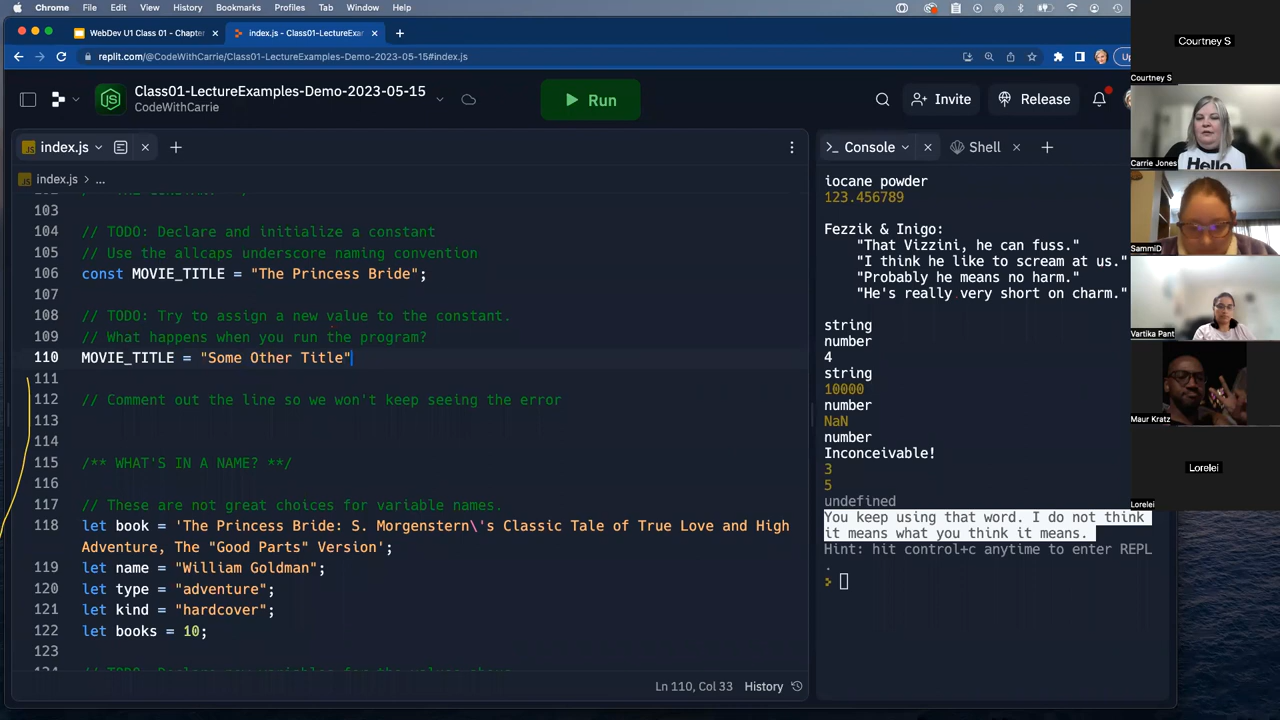 Chrome File Edit View History Bookmarks Profiles Tab Window Help
WebDev U1 Class 01 - Chapter
index.js - Class01-LectureExa
replit.com/@CodeWithCarrie/Class01-LectureExamples-Demo-2023-05-15#index.js
Class01-LectureExamples-Demo-2023-05-15
CodeWithCarrie
Run
Invite
Release
index.js
Console
Shell
index.js > ...
103
104 // TODO: Declare and initialize a constant
105 // Use the allcaps underscore naming convention
106 const MOVIE_TITLE = "The Princess Bride";
107
108 // TODO: Try to assign a new value to the constant.
109 // What happens when you run the program?
110 MOVIE_TITLE = "Some Other Title"
111
112 // Comment out the line so we won't keep seeing the error
113
114
115 /** WHAT'S IN A NAME? **/
116
117 // These are not great choices for variable names.
118 let book = 'The Princess Bride: S. Morgenstern\'s Classic Tale of True Love and High
Adventure, The "Good Parts" Version';
119 let name = "William Goldman";
120 let type = "adventure";
121 let kind = "hardcover";
122 let books = 10;
123
Ln 110, Col 33
History
iocane powder
123.456789
Fezzik & Inigo:
"That Vizzini, he can fuss."
"I think he like to scream at us."
"Probably he means no harm."
"He's really very short on charm."
string
number
4
string
10000
number
NaN
number
Inconceivable!
3
5
undefined
You keep using that word. I do not think
it means what you think it means.
Hint: hit control+c anytime to enter REPL
.
>
Courtney S
Courtney S
Hello
Carrie Jones
SammiD
Vartika Pant
Maur Kratz
Lorelei
Lorelei